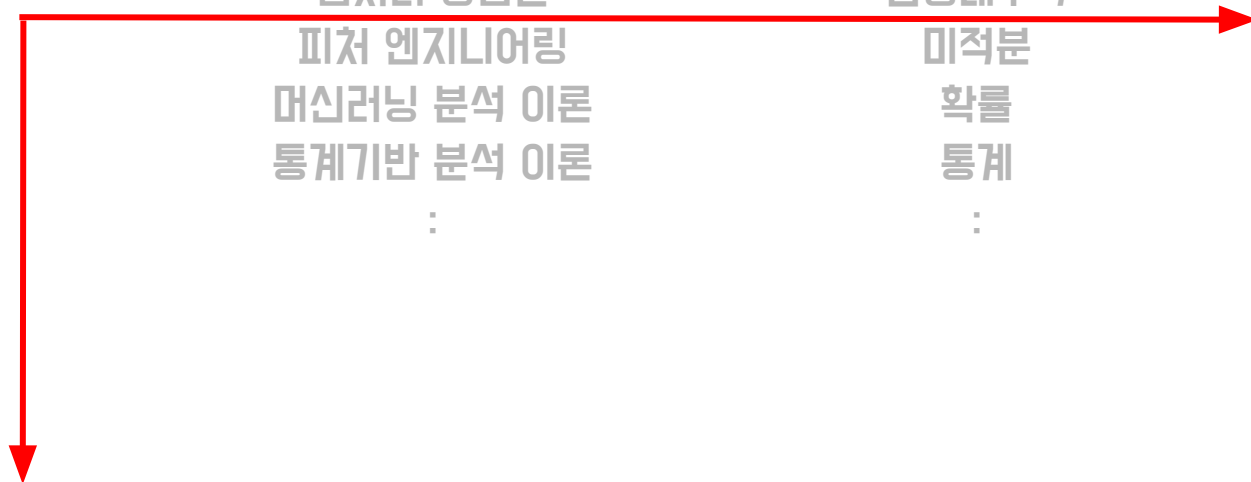 피처 엔지니어링 미적분
머신러닝 분석 이론 확률
통계기반 분석 이론 통계
: :